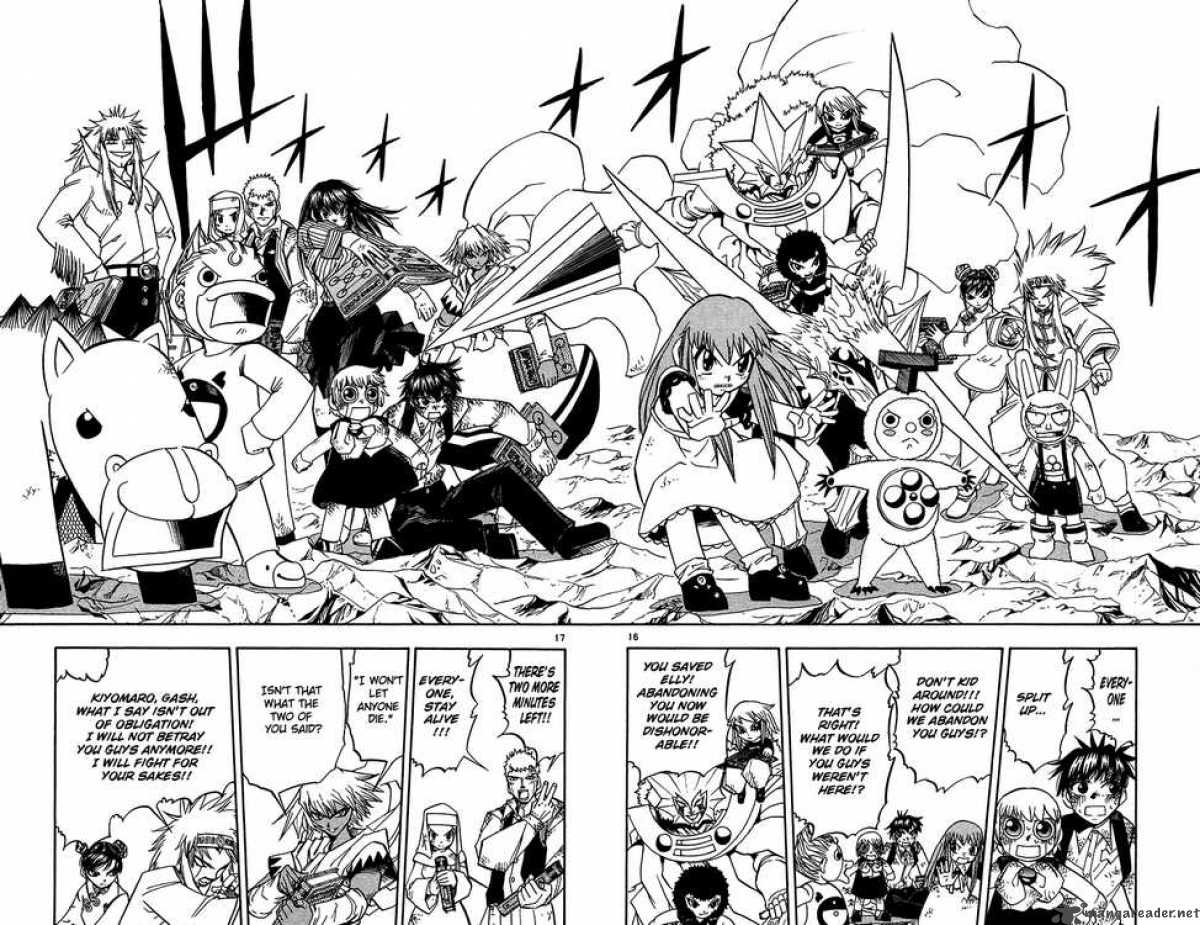 EVERY-
ONE
...
SPLIT
UP...
DON'T KID
AROUND!!!
HOW COULD
WE ABANDON
YOU GUYS!?
THAT'S
RIGHT!
WHAT WOULD
WE DO IF
YOU GUYS
WEREN'T
HERE!?
YOU SAVED
ELLY!
ABANDONING
YOU NOW
WOULD BE
DISHONOR-
ABLE!!
16
17
THERE'S
TWO MORE
MINUTES
LEFT!!
EVERY-
ONE,
STAY
ALIVE
!!!
"I WON'T
LET
ANYONE
DIE."
ISN'T THAT
WHAT THE
TWO OF
YOU SAID?
KIYOMARO, GASH,
WHAT I SAY ISN'T OUT
OF OBLIGATION!
I WILL NOT BETRAY
YOU GUYS ANYMORE!!
I WILL FIGHT FOR
YOUR SAKES!!
mangareader.net